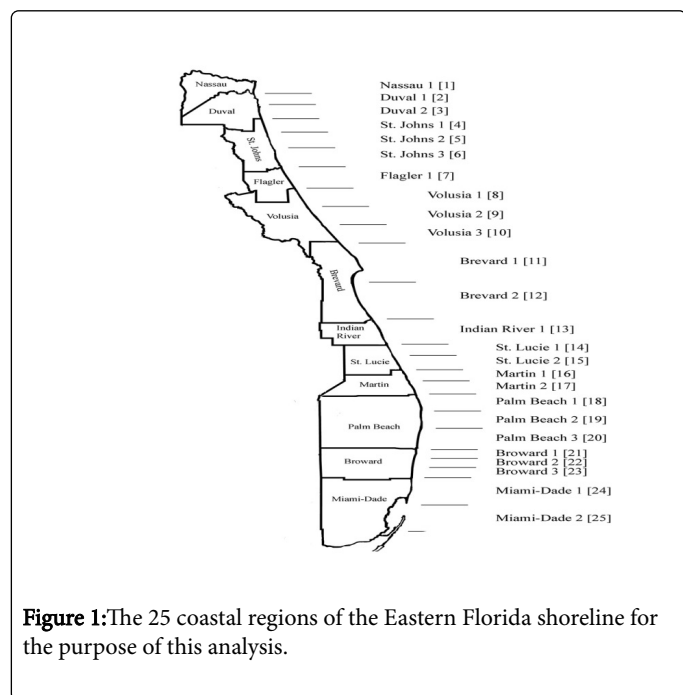 Nassau
Nassau 1 [1]
Duval 1 [2]
Duval
Duval 2 [3]
St. Johns 1 [4]
St. Johns
St. Johns 2 [5]
St. Johns 3 [6]
Flagler
Flagler 1 [7]
Volusia 1 [8]
Volusia
Volusia 2 [9]
Volusia 3 [10]
Brevard 1 [11]
Brevard
Brevard 2 [12]
Indian
River
Indian River 1 [13]
St. Lucie 1 [14]
St. Lucie
St. Lucie 2 [15]
Martin 1 [16]
Martin
Martin 2 [17]
Palm Beach 1 [18]
Palm Beach 2 [19]
Palm Beach
Palm Beach 3 [20]
Broward 1 [21]
Broward
Broward 2 [22]
Broward 3 [23]
Miami-Dade
Miami-Dade 1 [24]
Miami-Dade 2 [25]
Figure 1:The 25 coastal regions of the Eastern Florida shoreline for
the purpose of this analysis.